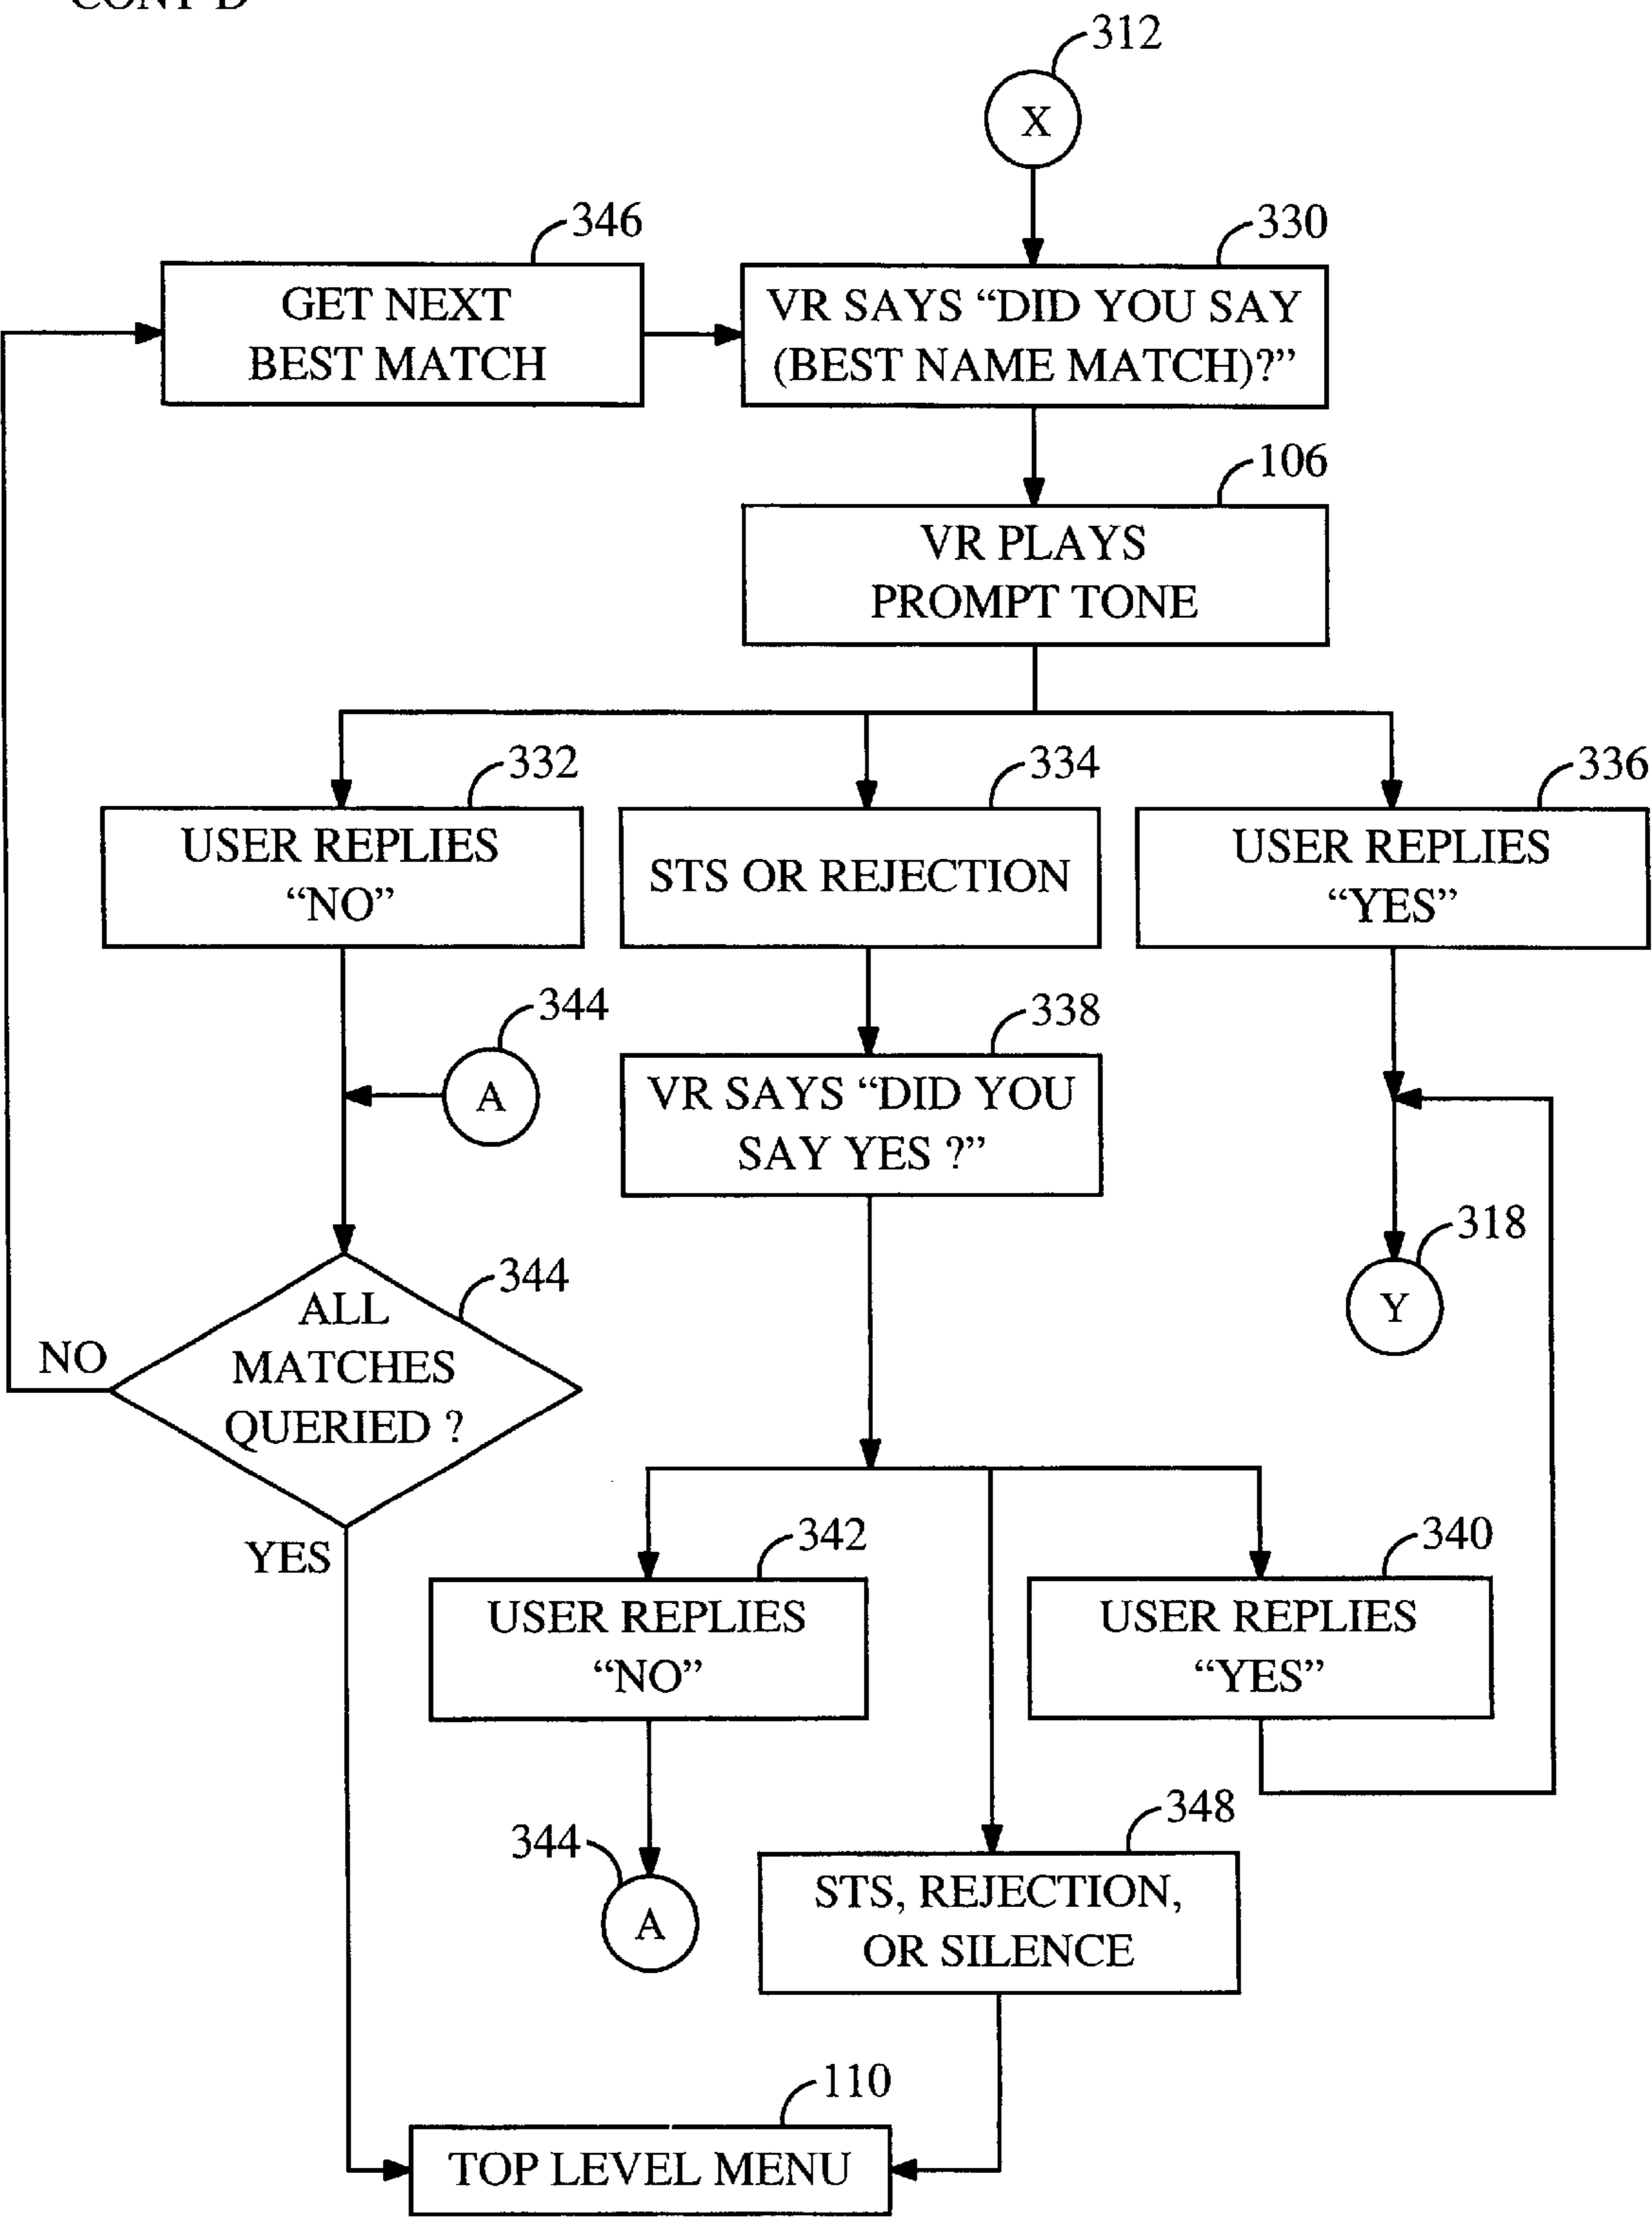 CONT'D
312
X
346
330
GET NEXT
BEST MATCH
VR SAYS “DID YOU SAY
(BEST NAME MATCH)?”
106
VR PLAYS
PROMPT TONE
332
334
336
USER REPLIES
“NO”
STS OR REJECTION
USER REPLIES
“YES”
344
A
338
VR SAYS “DID YOU
SAY YES ?”
318
Y
344
ALL
MATCHES
QUERIED ?
NO
YES
342
340
USER REPLIES
“NO”
USER REPLIES
“YES”
344
A
348
STS, REJECTION,
OR SILENCE
110
TOP LEVEL MENU